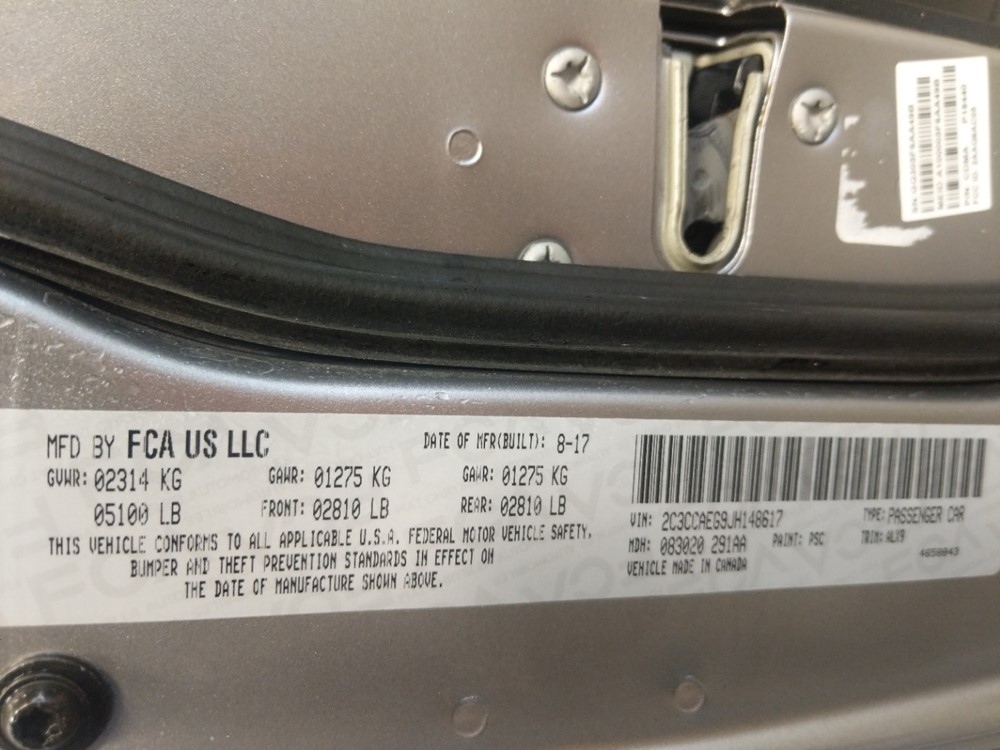 MFD BY FCA US LLC
DATE OF MFR(BUILT): 8-17
GVWR: 02314 KG
GAWR: 01275 KG
GAWR: 01275 KG
05100 LB
FRONT: 02810 LB
REAR: 02810 LB
THIS VEHICLE CONFORMS TO ALL APPLICABLE U.S.A. FEDERAL MOTOR VEHICLE SAFETY,
BUMPER AND THEFT PREVENTION STANDARDS IN EFFECT ON
THE DATE OF MANUFACTURE SHOWN ABOVE.
VIN: 2C3CCAEG9JH148617
TYPE: PASSENGER CAR
MDH: 083020 291AA
PAINT: PSC
TRIM: ALX9
VEHICLE MADE IN CANADA
4658843